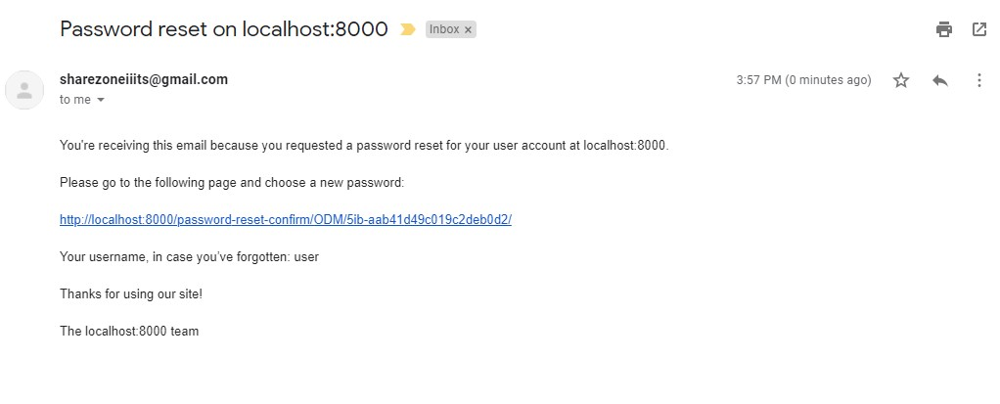 Password reset on localhost:8000 Inbox x
sharezoneiiits@gmail.com 3:57 PM (0 minutes ago)
to me
You're receiving this email because you requested a password reset for your user account at localhost:8000.
Please go to the following page and choose a new password:
http://localhost:8000/password-reset-confirm/ODM/5ib-aab41d49c019c2deb0d2/
Your username, in case you've forgotten: user
Thanks for using our site!
The localhost:8000 team